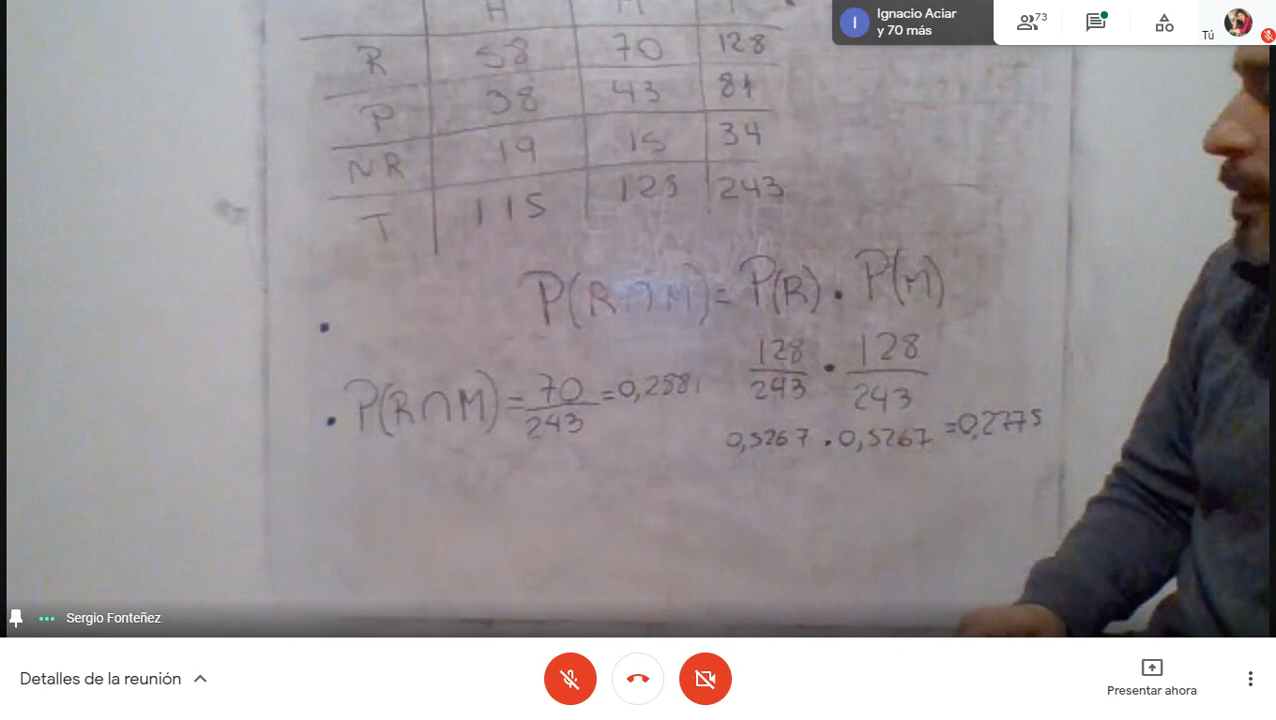 Ignacio Aciar
y 70 más
73
I
Tú
H M T
R 58 70 128
P 38 43 81
NR 19 15 34
T 115 128 243
P(R∩M) = P(R) . P(M)
128/243 . 128/243
P(R∩M) = 70/243 = 0,2881
0,5267 . 0,5267 = 0,2775
Sergio Fonteñez
Detalles de la reunión
Presentar ahora